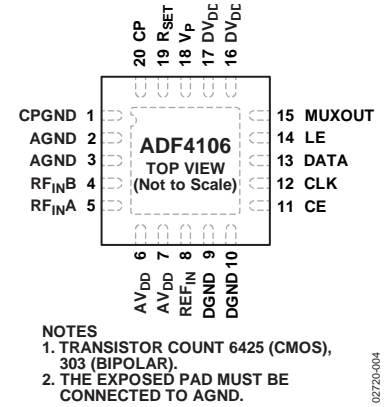 20 CP
19 RSET
18 VP
17 DVDD
16 DVDD
CPGND 1
AGND 2
AGND 3
RFINB 4
RFINA 5
ADF4106
TOP VIEW
(Not to Scale)
15 MUXOUT
14 LE
13 DATA
12 CLK
11 CE
AVDD 6
AVDD 7
REFIN 8
DGND 9
DGND 10
NOTES
1. TRANSISTOR COUNT 6425 (CMOS),
303 (BIPOLAR).
2. THE EXPOSED PAD MUST BE
CONNECTED TO AGND.
02720-004